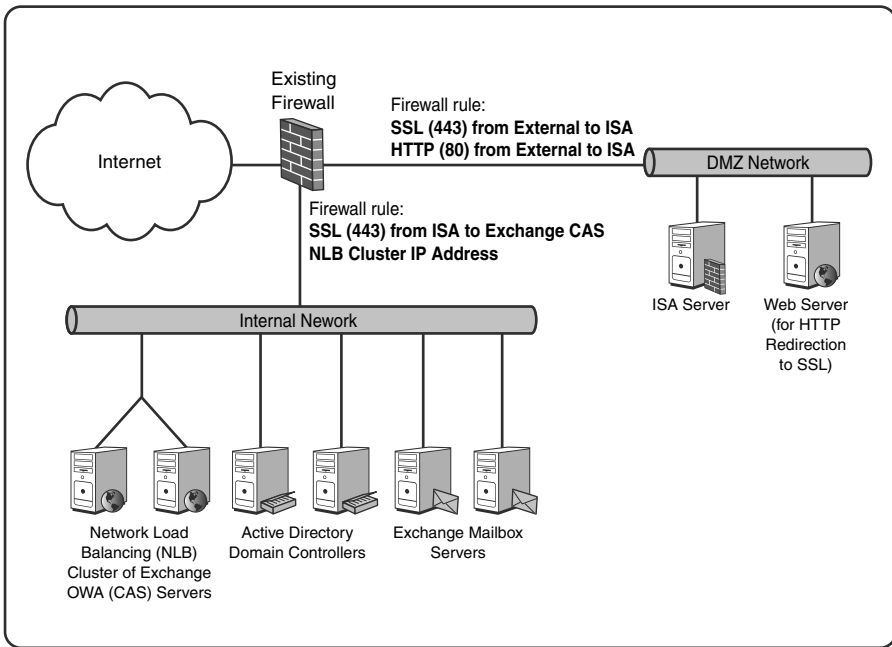 Existing
Firewall
Internet
Firewall rule:
SSL (443) from External to ISA
HTTP (80) from External to ISA
DMZ Network
Firewall rule:
SSL (443) from ISA to Exchange CAS
NLB Cluster IP Address
ISA Server
Web Server
(for HTTP
Redirection
to SSL)
Internal Nework
Network Load
Balancing (NLB)
Cluster of Exchange
OWA (CAS) Servers
Active Directory
Domain Controllers
Exchange Mailbox
Servers